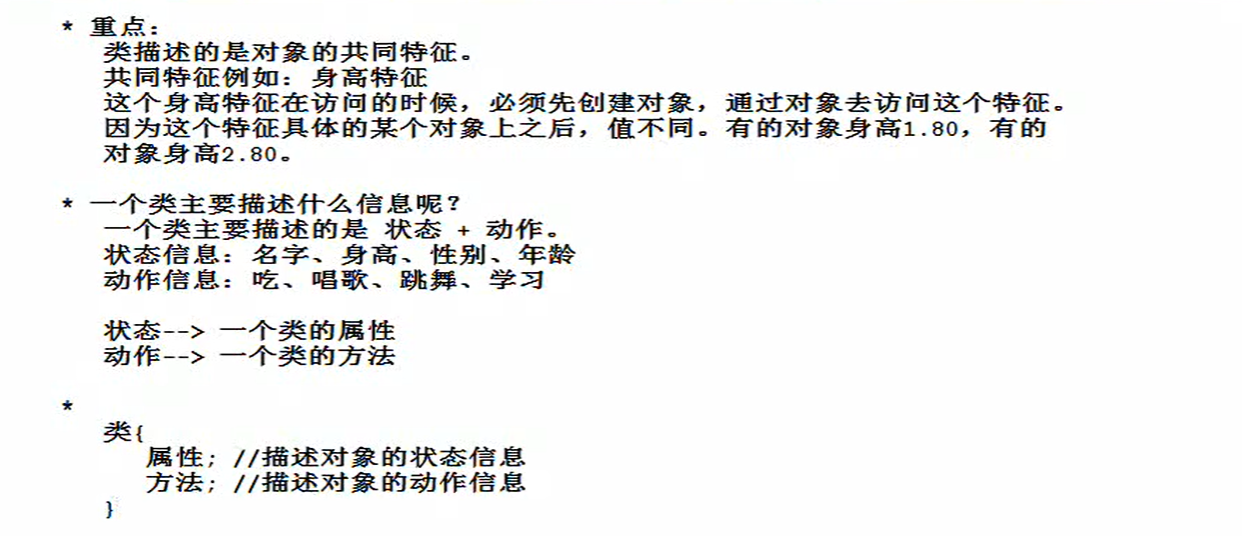 * 重点：
类描述的是对象的共同特征。
共同特征例如：身高特征
这个身高特征在访问的时候，必须先创建对象，通过对象去访问这个特征。
因为这个特征具体的某个对象上之后，值不同。有的对象身高1.80，有的
对象身高2.80。
* 一个类主要描述什么信息呢？
一个类主要描述的是 状态 + 动作。
状态信息：名字、身高、性别、年龄
动作信息：吃、唱歌、跳舞、学习
状态--> 一个类的属性
动作--> 一个类的方法
*
类{
属性; //描述对象的状态信息
方法; //描述对象的动作信息
}